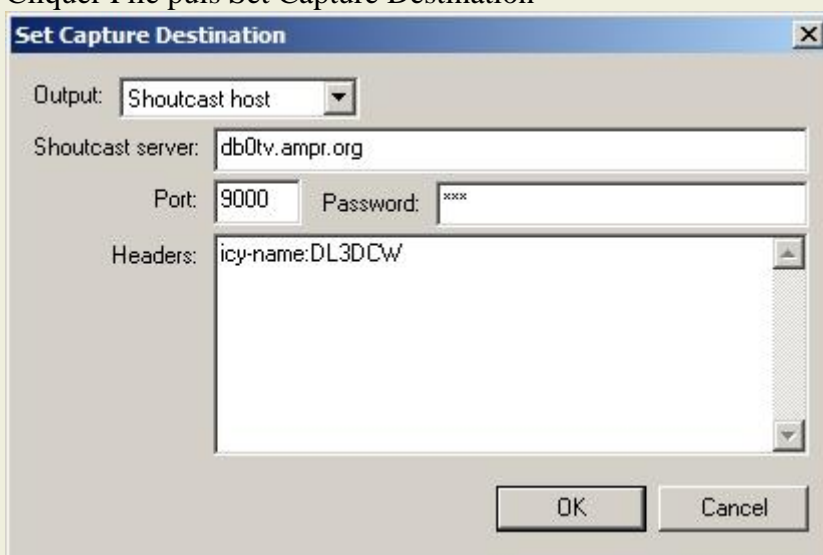 Cliquer File puis Set Capture Destination
Set Capture Destination
Output: Shoutcast host
Shoutcast server: db0tv.ampr.org
Port: 9000 Password: ***
Headers: icy-name:DL3DCW
OK Cancel